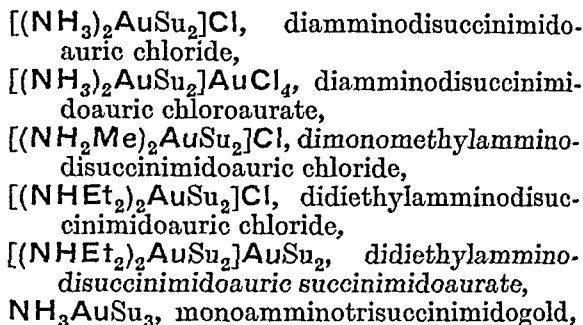 [(NH₃)₂AuSu₂]Cl, diamminodisuccinimido-
auric chloride,
[(NH₃)₂AuSu₂]AuCl₄, diamminodisuccinimi-
doauric chloroaurate,
[(NH₂Me)₂AuSu₂]Cl, dimonomethylammino-
disuccinimidoauric chloride,
[(NHEt₂)₂AuSu₂]Cl, didiethylamminodisuc-
cinimidoauric chloride,
[(NHEt₂)₂AuSu₂]AuSu₂, didiethylammino-
disuccinimidoauric succinimidoaurate,
NH₃AuSu₃, monoamminotrisuccinimidogold,